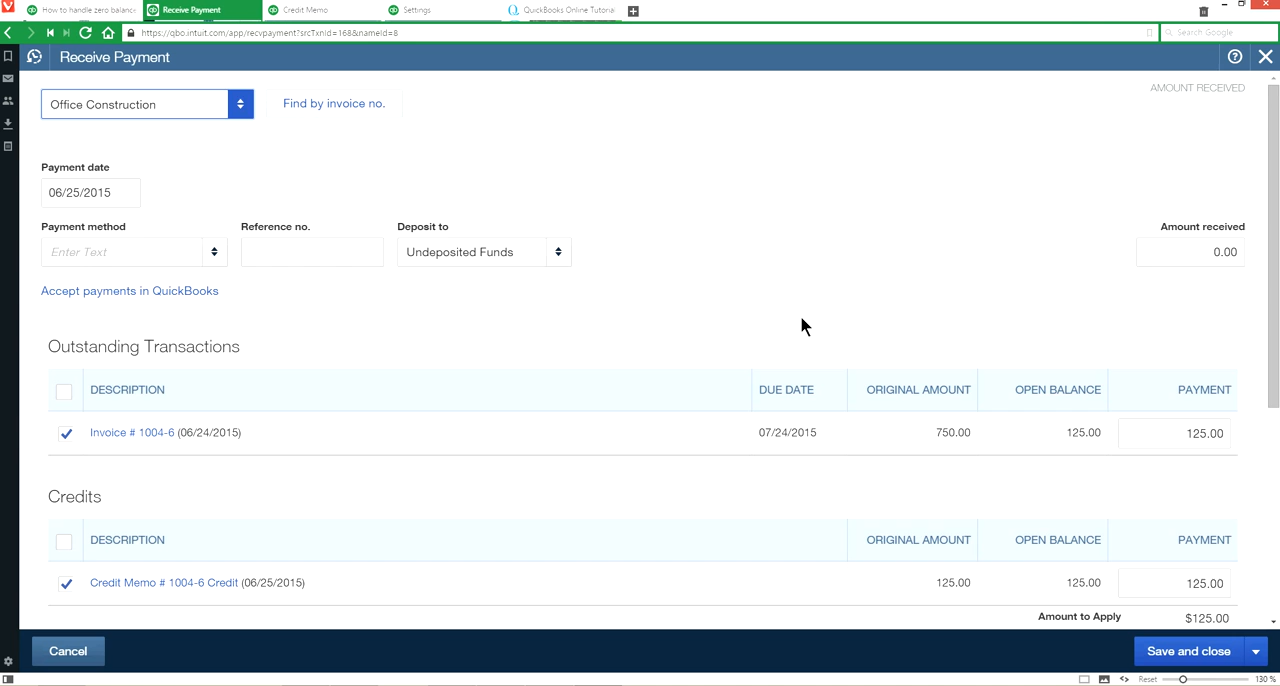 How to handle zero balanc
Receive Payment
Credit Memo
Settings
QuickBooks Online Tutoria
https://qbo.intuit.com/app/recvpayment?srcTxnId=168&nameId=8
Search Google
Receive Payment
Office Construction
Find by invoice no.
AMOUNT RECEIVED
Payment date
06/25/2015
Payment method
Reference no.
Deposit to
Amount received
Enter Text
Undeposited Funds
0.00
Accept payments in QuickBooks
Outstanding Transactions
DESCRIPTION DUE DATE ORIGINAL AMOUNT OPEN BALANCE PAYMENT
Invoice # 1004-6 (06/24/2015) 07/24/2015 750.00 125.00 125.00
Credits
DESCRIPTION ORIGINAL AMOUNT OPEN BALANCE PAYMENT
Credit Memo # 1004-6 Credit (06/25/2015) 125.00 125.00 125.00
Amount to Apply $125.00
Cancel
Save and close
Reset
130 %